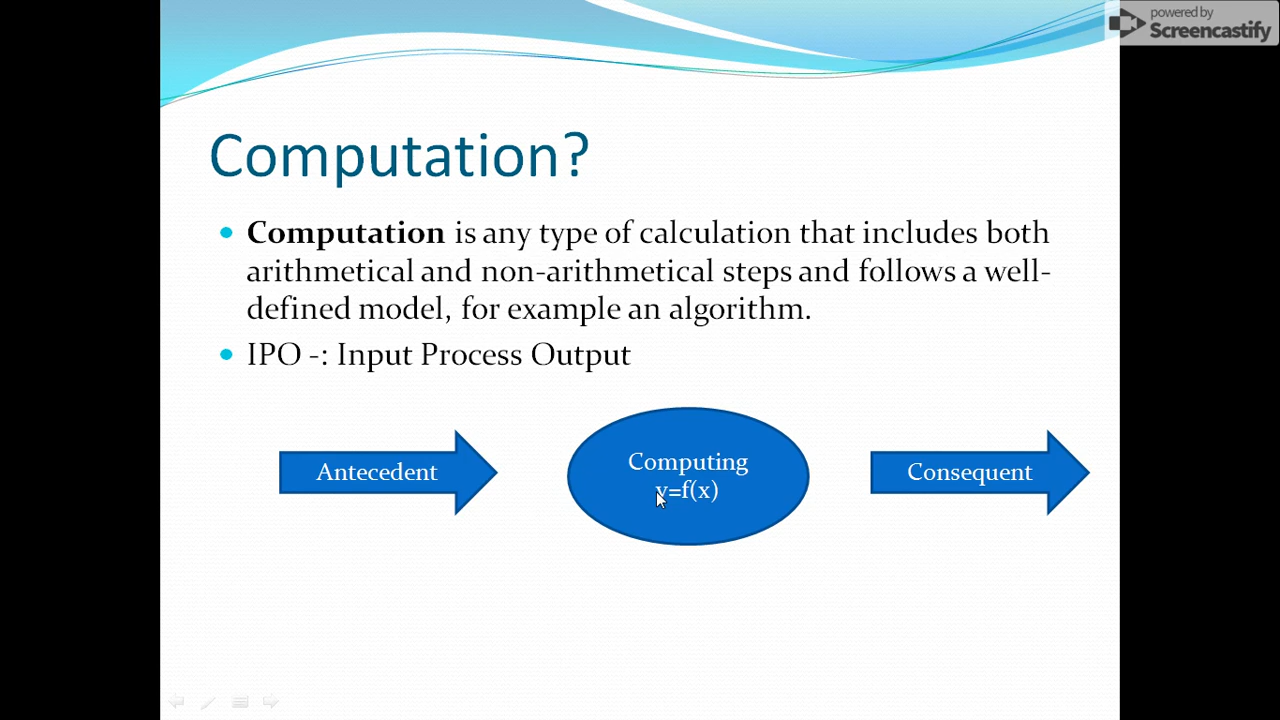 powered by
Screencastify
Computation?
Computation is any type of calculation that includes both
arithmetical and non-arithmetical steps and follows a well-
defined model, for example an algorithm.
IPO -: Input Process Output
Antecedent
Computing
y=f(x)
Consequent